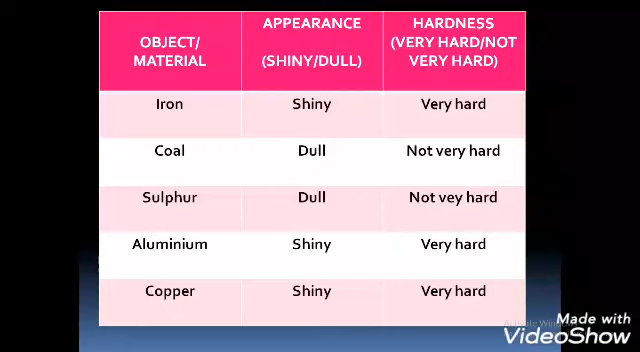 OBJECT/ MATERIAL
APPEARANCE (SHINY/DULL)
HARDNESS (VERY HARD/NOT VERY HARD)
Iron Shiny Very hard
Coal Dull Not very hard
Sulphur Dull Not vey hard
Aluminium Shiny Very hard
Copper Shiny Very hard
Made with
VideoShow